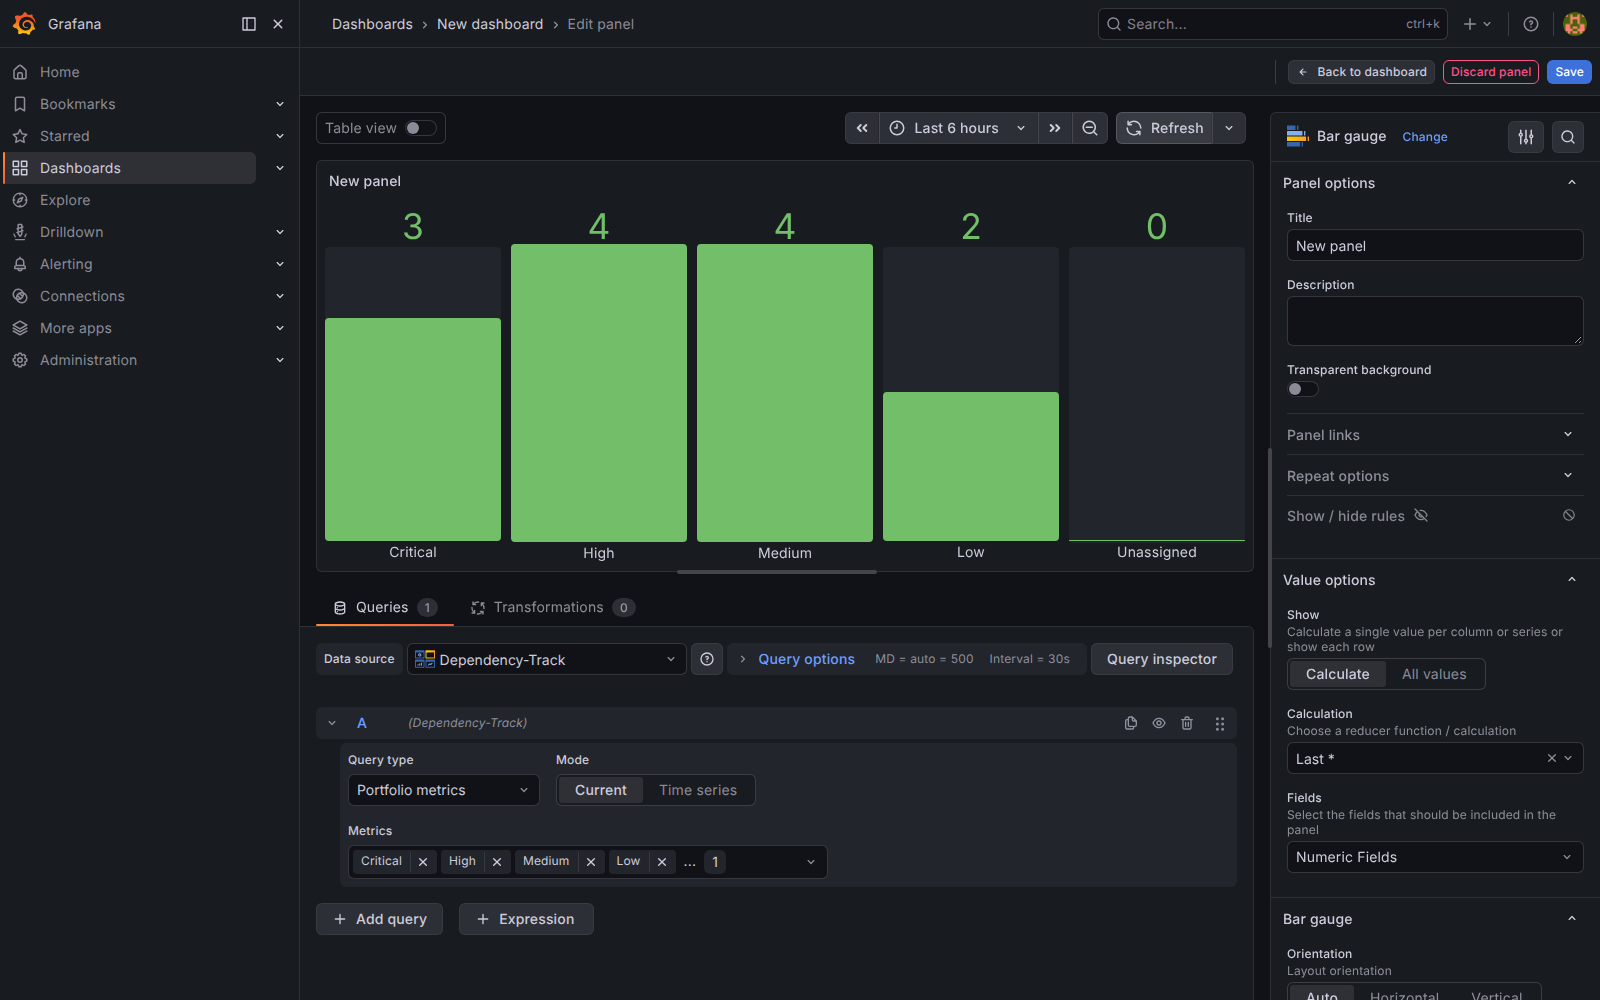 Grafana
Dashboards › New dashboard › Edit panel
Search...
ctrl+k
Home
Bookmarks
Starred
Dashboards
Explore
Drilldown
Alerting
Connections
More apps
Administration
Back to dashboard
Discard panel
Save
Table view
Last 6 hours
Refresh
New panel
3
4
4
2
0
Critical
High
Medium
Low
Unassigned
Queries 1
Transformations 0
Data source
Dependency-Track
Query options
MD = auto = 500
Interval = 30s
Query inspector
A
(Dependency-Track)
Query type
Mode
Portfolio metrics
Current
Time series
Metrics
Critical
High
Medium
Low
... 1
Add query
Expression
Bar gauge
Change
Panel options
Title
New panel
Description
Transparent background
Panel links
Repeat options
Show / hide rules
Value options
Show
Calculate a single value per column or series or
show each row
Calculate
All values
Calculation
Choose a reducer function / calculation
Last *
Fields
Select the fields that should be included in the
panel
Numeric Fields
Bar gauge
Orientation
Layout orientation
Auto
Horizontal
Vertical